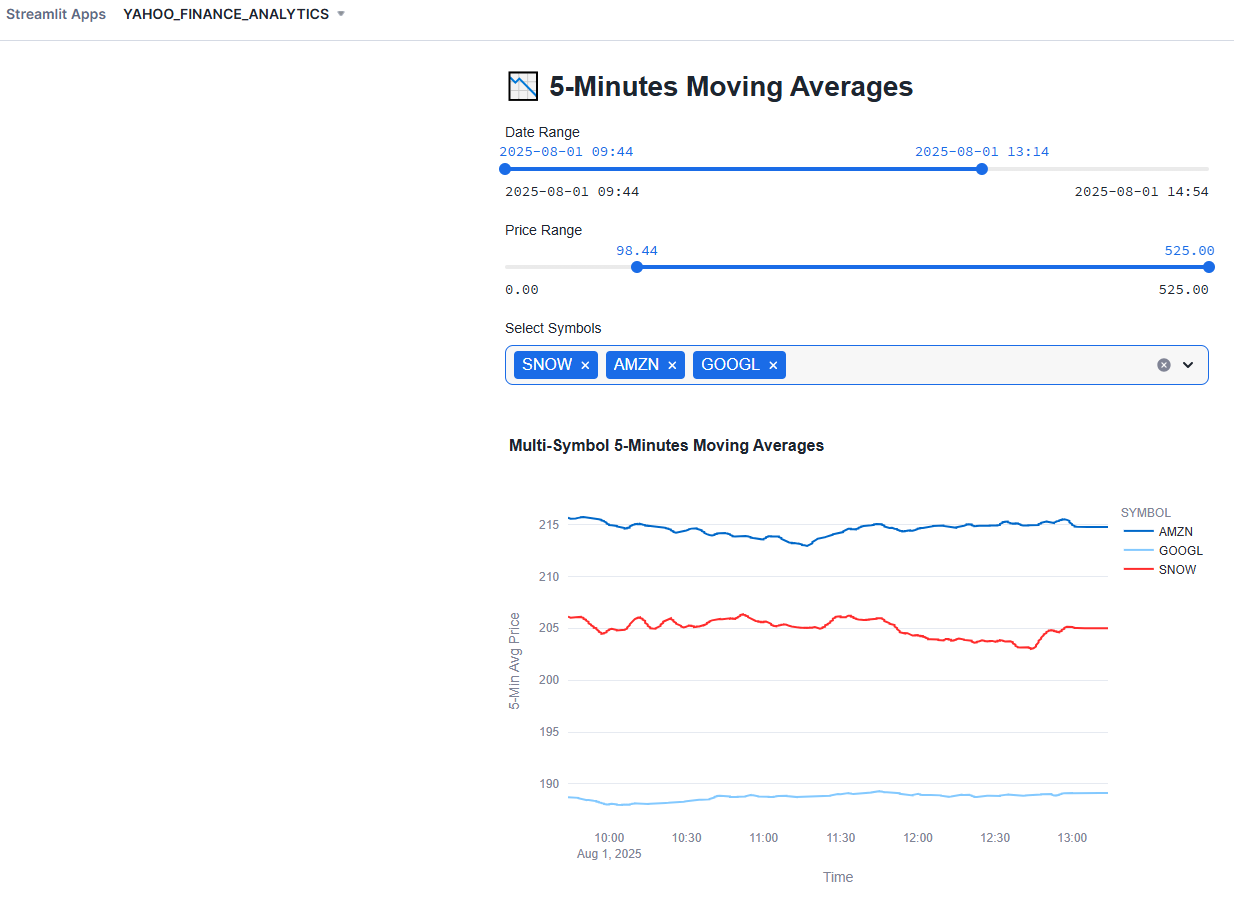 Streamlit Apps YAHOO_FINANCE_ANALYTICS
5-Minutes Moving Averages
Date Range
2025-08-01 09:44 2025-08-01 13:14
2025-08-01 09:44 2025-08-01 14:54
Price Range
98.44 525.00
0.00 525.00
Select Symbols
SNOW × AMZN × GOOGL ×
Multi-Symbol 5-Minutes Moving Averages
SYMBOL
AMZN
GOOGL
SNOW
5-Min Avg Price
215
210
205
200
195
190
10:00 10:30 11:00 11:30 12:00 12:30 13:00
Aug 1, 2025
Time